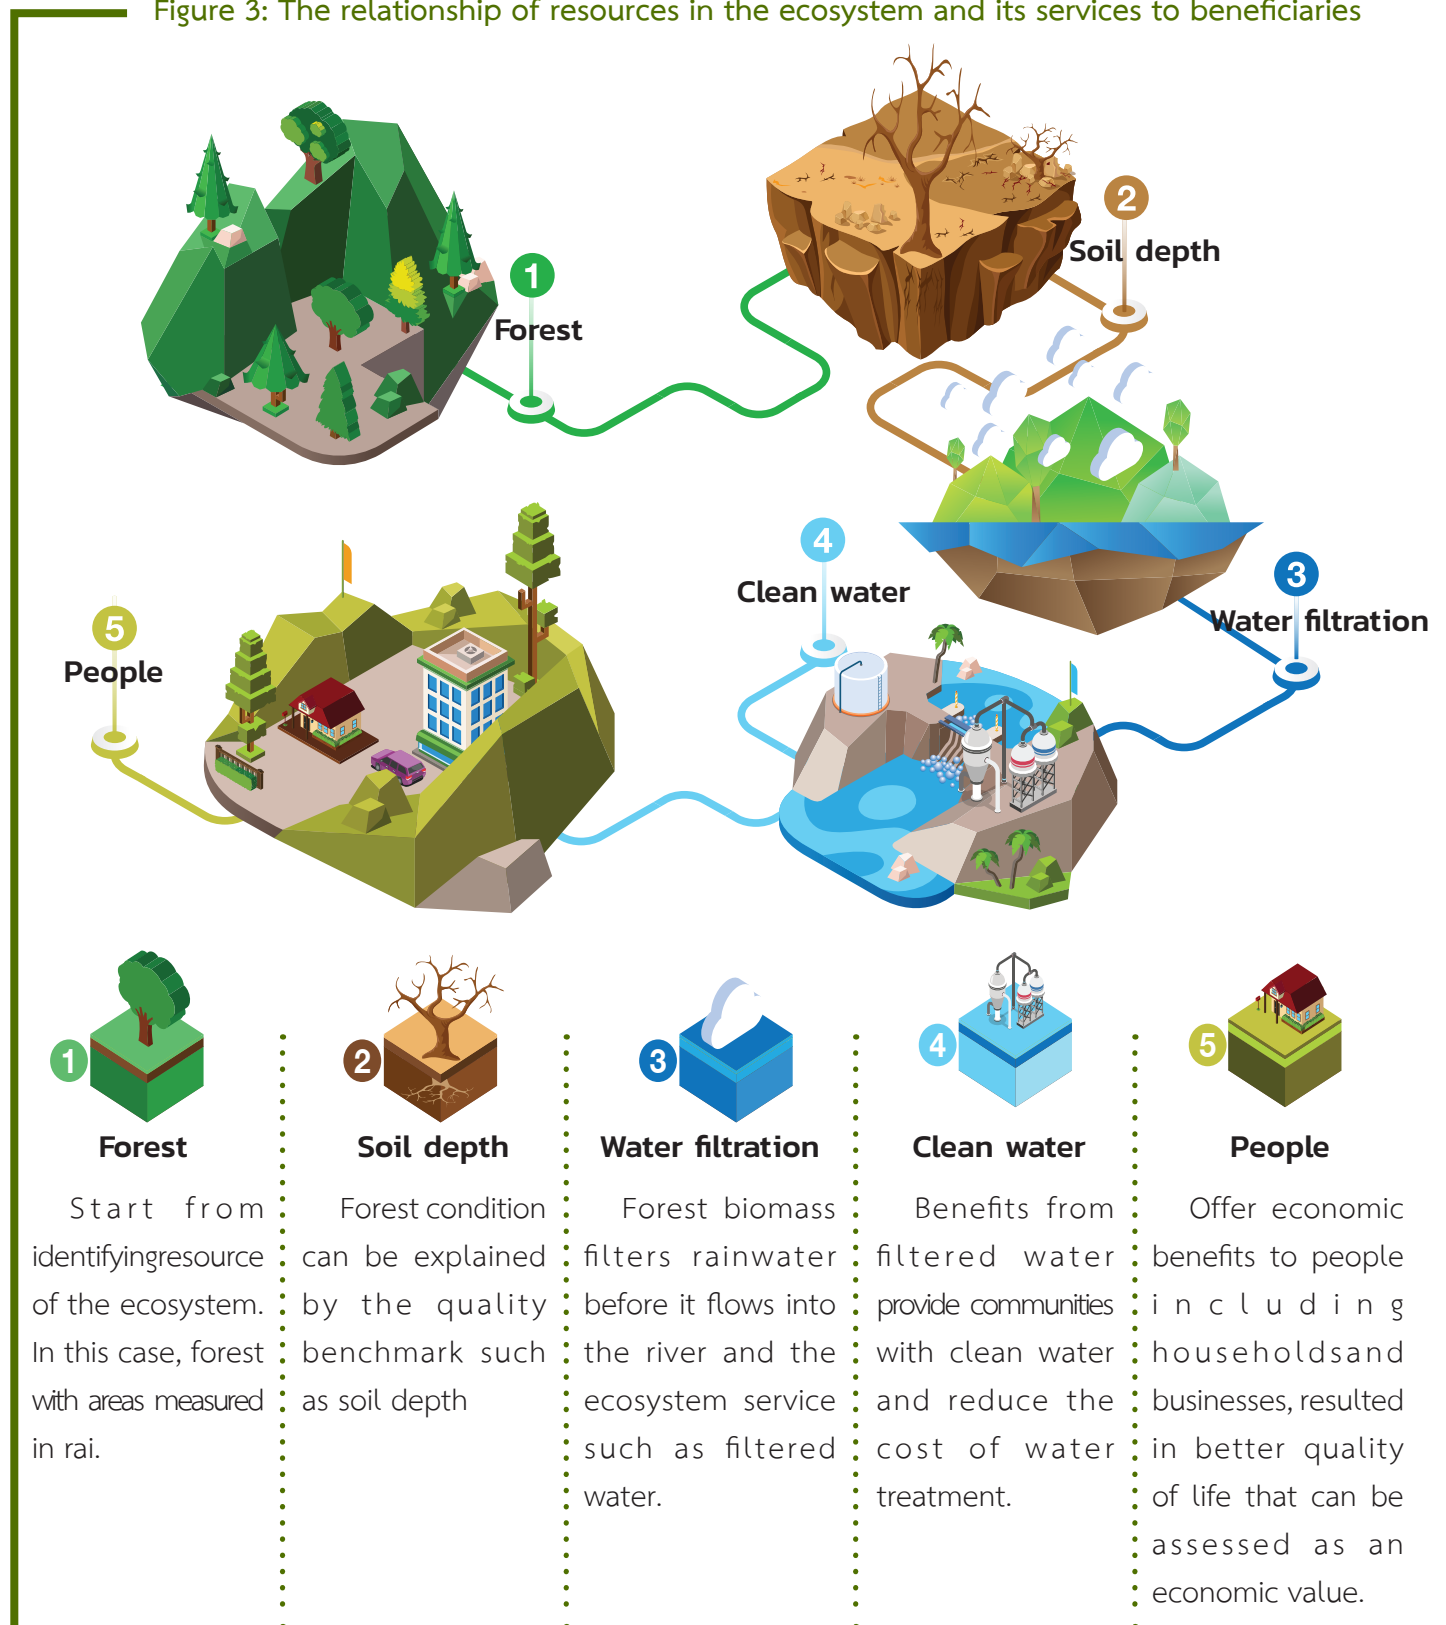 Figure 3: The relationship of resources in the ecosystem and its services to beneficiaries
1
Forest
2
Soil depth
3
Water filtration
4
Clean water
5
People
1
Forest
Start from
identifyingresource
of the ecosystem.
In this case, forest
with areas measured
in rai.
2
Soil depth
Forest condition
can be explained
by the quality
benchmark such
as soil depth
3
Water filtration
Forest biomass
filters rainwater
before it flows into
the river and the
ecosystem service
such as filtered
water.
4
Clean water
Benefits from
filtered water
provide communities
with clean water
and reduce the
cost of water
treatment.
5
People
Offer economic
benefits to people
including
householdsand
businesses, resulted
in better quality
of life that can be
assessed as an
economic value.